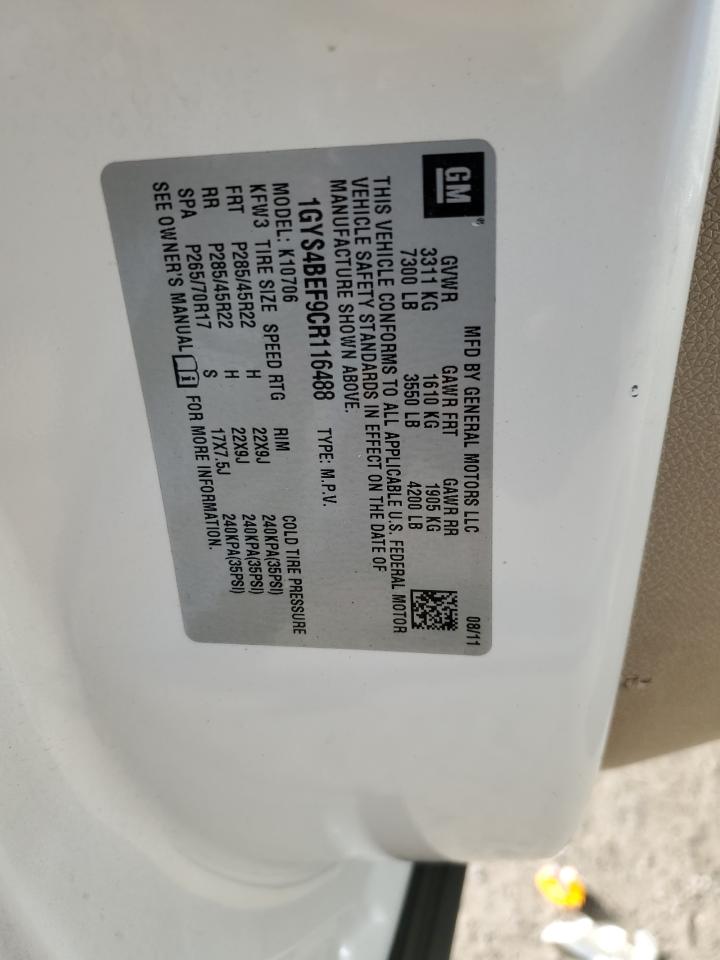 GM
MFD BY GENERAL MOTORS LLC 08/11
GVWR GAWR FRT GAWR RR
3311 KG 1610 KG 1905 KG
7300 LB 3550 LB 4200 LB
THIS VEHICLE CONFORMS TO ALL APPLICABLE U.S. FEDERAL MOTOR
VEHICLE SAFETY STANDARDS IN EFFECT ON THE DATE OF
MANUFACTURE SHOWN ABOVE.
1GYS4BEF9CR116488 TYPE: M.P.V.
MODEL: K10706
KFW3 TIRE SIZE SPEED RTG RIM COLD TIRE PRESSURE
FRT P285/45R22 H 22X9J 240KPA(35PSI)
RR P285/45R22 H 22X9J 240KPA(35PSI)
SPA P265/70R17 S 17X7.5J 240KPA(35PSI)
SEE OWNER'S MANUAL FOR MORE INFORMATION.